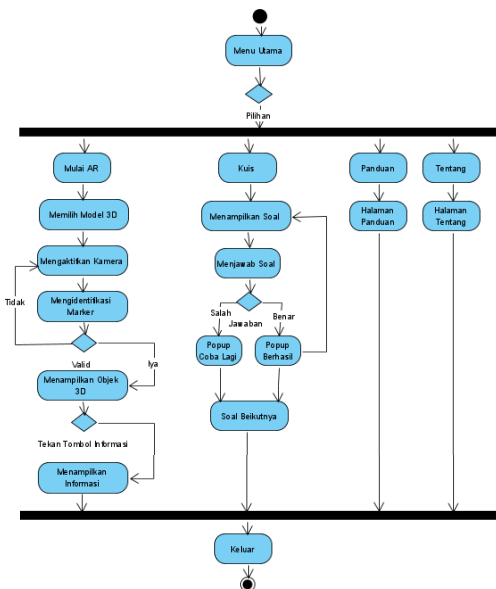 Menu Utama
Pilihan
Mulai AR
Kuis
Panduan
Tentang
Memilih Model 3D
Menampilkan Soal
Halaman
Panduan
Halaman
Tentang
Mengaktifkan Kamera
Menjawab Soal
Tidak
Mengidentifikasi
Marker
Salah
Jawaban
Benar
Popup
Coba Lagi
Popup
Berhasil
Valid
Iya
Menampilkan Objek
3D
Soal Beikutnya
Tekan Tombol Informasi
Menampilkan
Informasi
Keluar